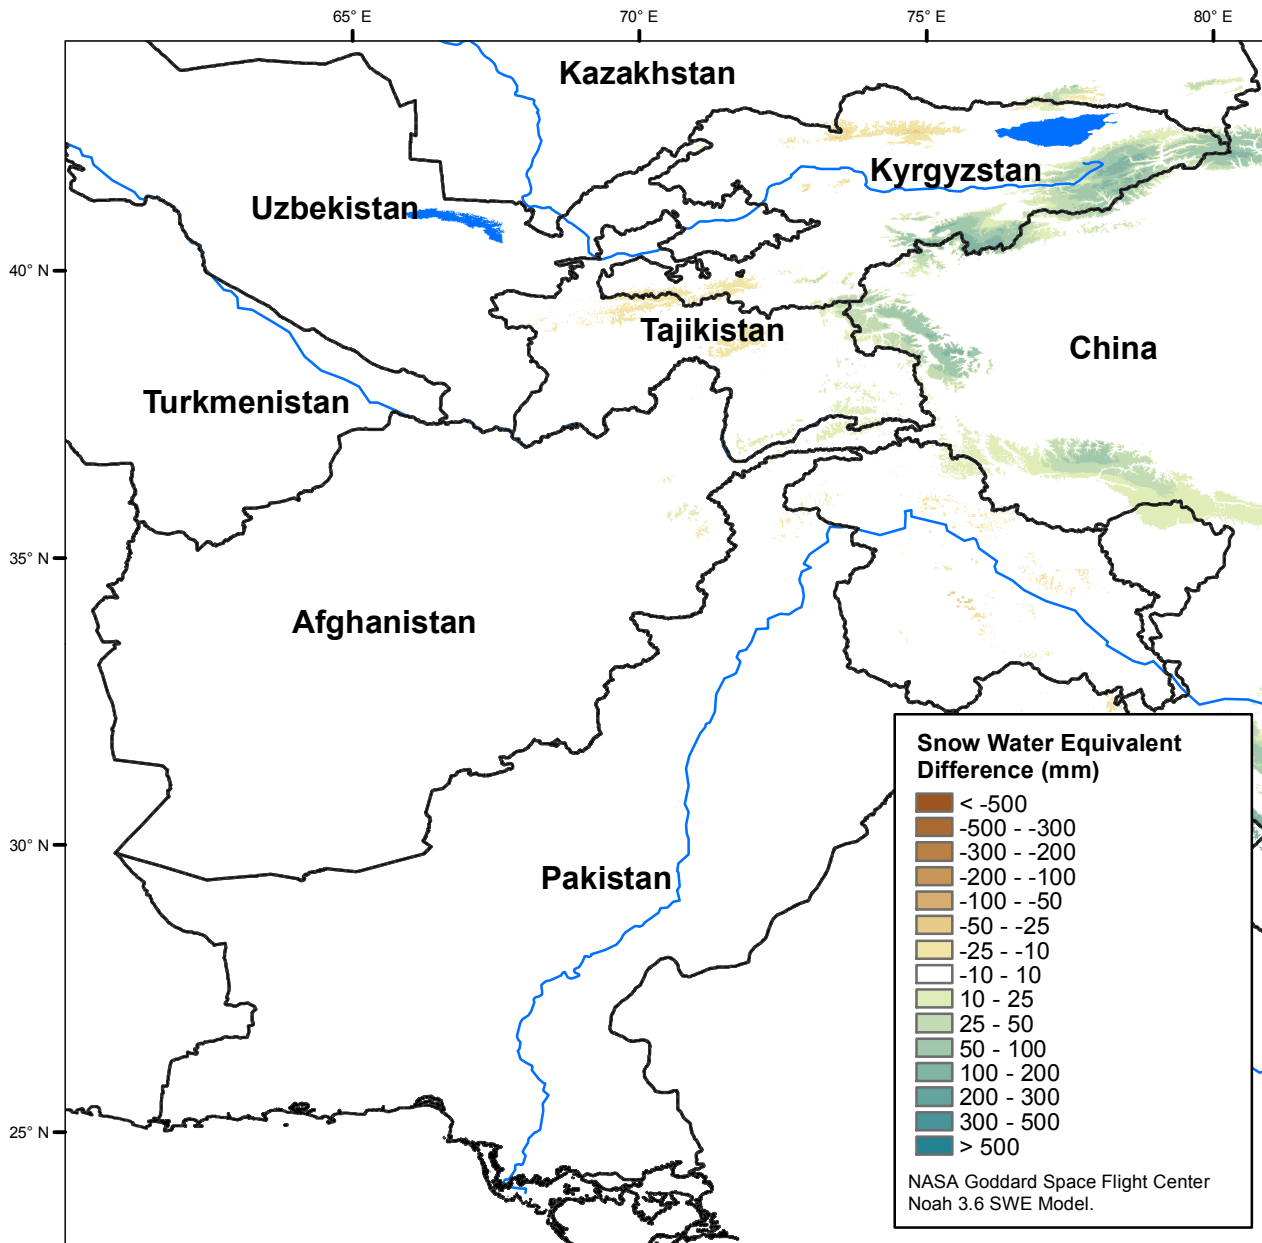 65° E
70° E
75° E
80° E
Kazakhstan
Kyrgyzstan
Uzbekistan
40° N
Tajikistan
China
Turkmenistan
35° N
Afghanistan
30° N
Pakistan
25° N
Snow Water Equivalent
Difference (mm)
< -500
-500 - -300
-300 - -200
-200 - -100
-100 - -50
-50 - -25
-25 - -10
-10 - 10
10 - 25
25 - 50
50 - 100
100 - 200
200 - 300
300 - 500
> 500
NASA Goddard Space Flight Center
Noah 3.6 SWE Model.